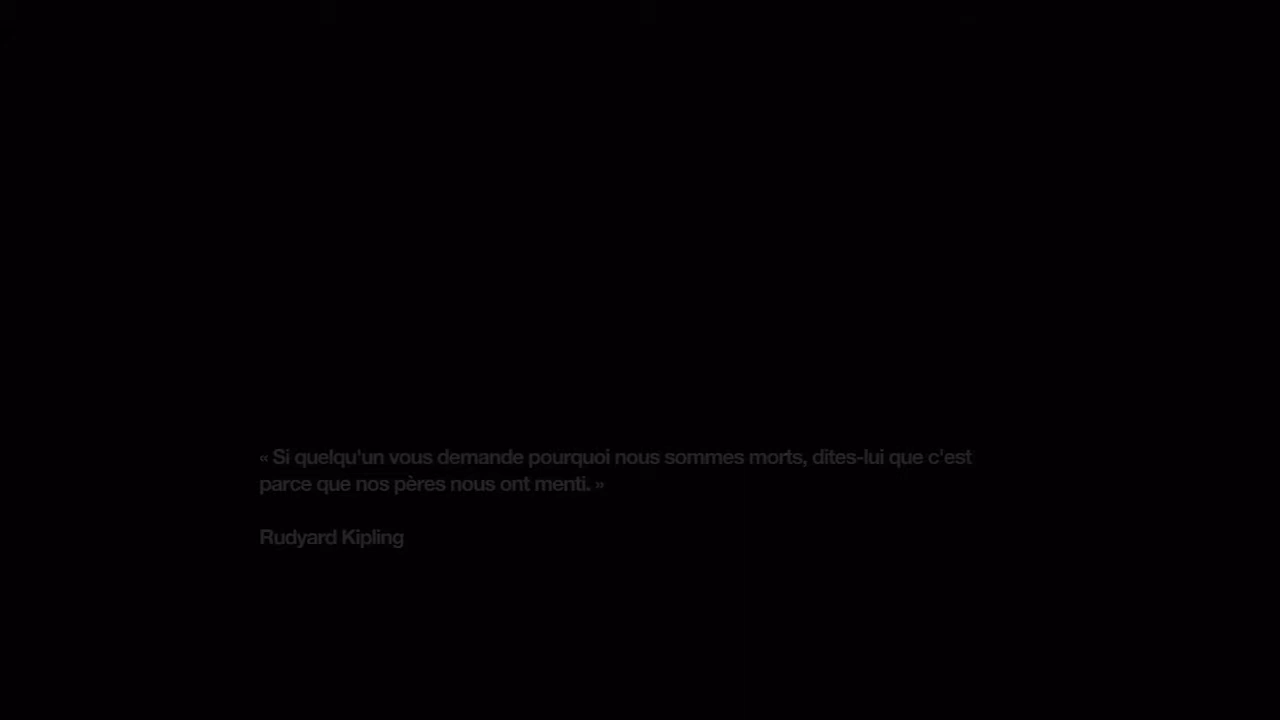 « Si quelqu'un vous demande pourquoi nous sommes morts, dites-lui que c'est
parce que nos pères nous ont menti. »
Rudyard Kipling